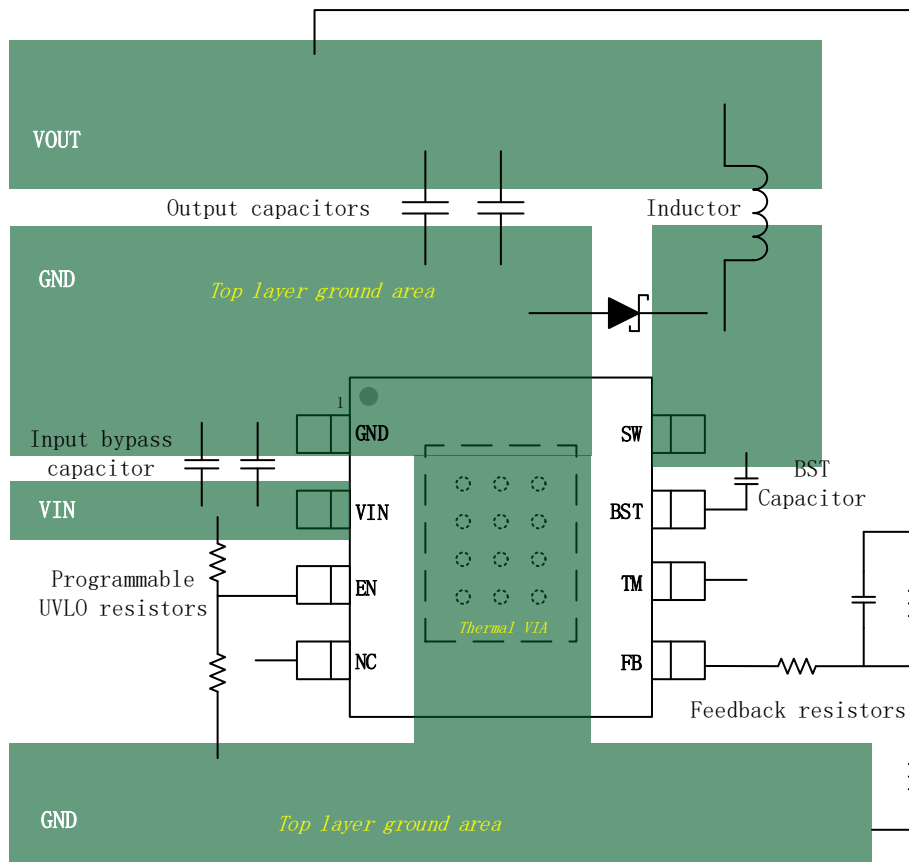 VOUT
Output capacitors
Inductor
GND
Top layer ground area
1
GND
SW
Input bypass
capacitor
BST
Capacitor
VIN
VIN
BST
Programmable
UVLO resistors
EN
TM
Thermal VIA
NC
FB
Feedback resistors
GND
Top layer ground area